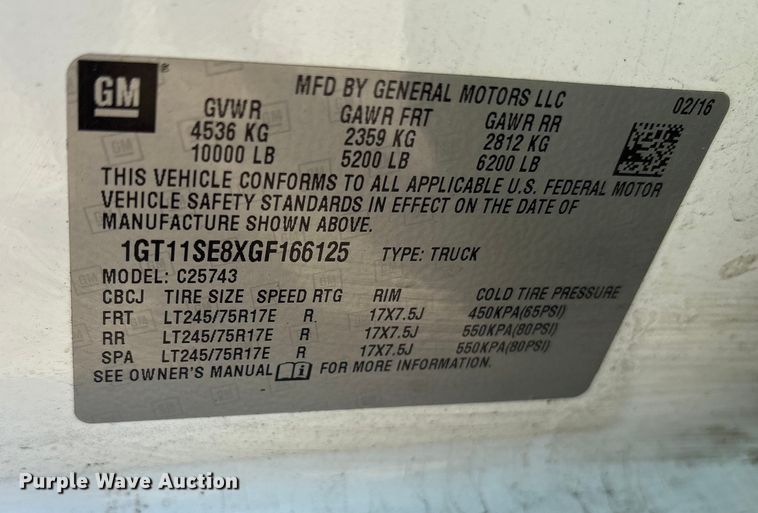 GM ® MFD BY GENERAL MOTORS LLC 02/16
GVWR GAWR FRT GAWR RR
4536 KG 2359 KG 2812 KG
10000 LB 5200 LB 6200 LB
THIS VEHICLE CONFORMS TO ALL APPLICABLE U.S. FEDERAL MOTOR
VEHICLE SAFETY STANDARDS IN EFFECT ON THE DATE OF
MANUFACTURE SHOWN ABOVE.
1GT11SE8XGF166125 TYPE: TRUCK
MODEL: C25743
CBCJ TIRE SIZE SPEED RTG RIM COLD TIRE PRESSURE
FRT LT245/75R17E R 17X7.5J 450KPA(65PSI)
RR LT245/75R17E R 17X7.5J 550KPA(80PSI)
SPA LT245/75R17E R 17X7.5J 550KPA(80PSI)
SEE OWNER'S MANUAL i FOR MORE INFORMATION.
Purple Wave Auction